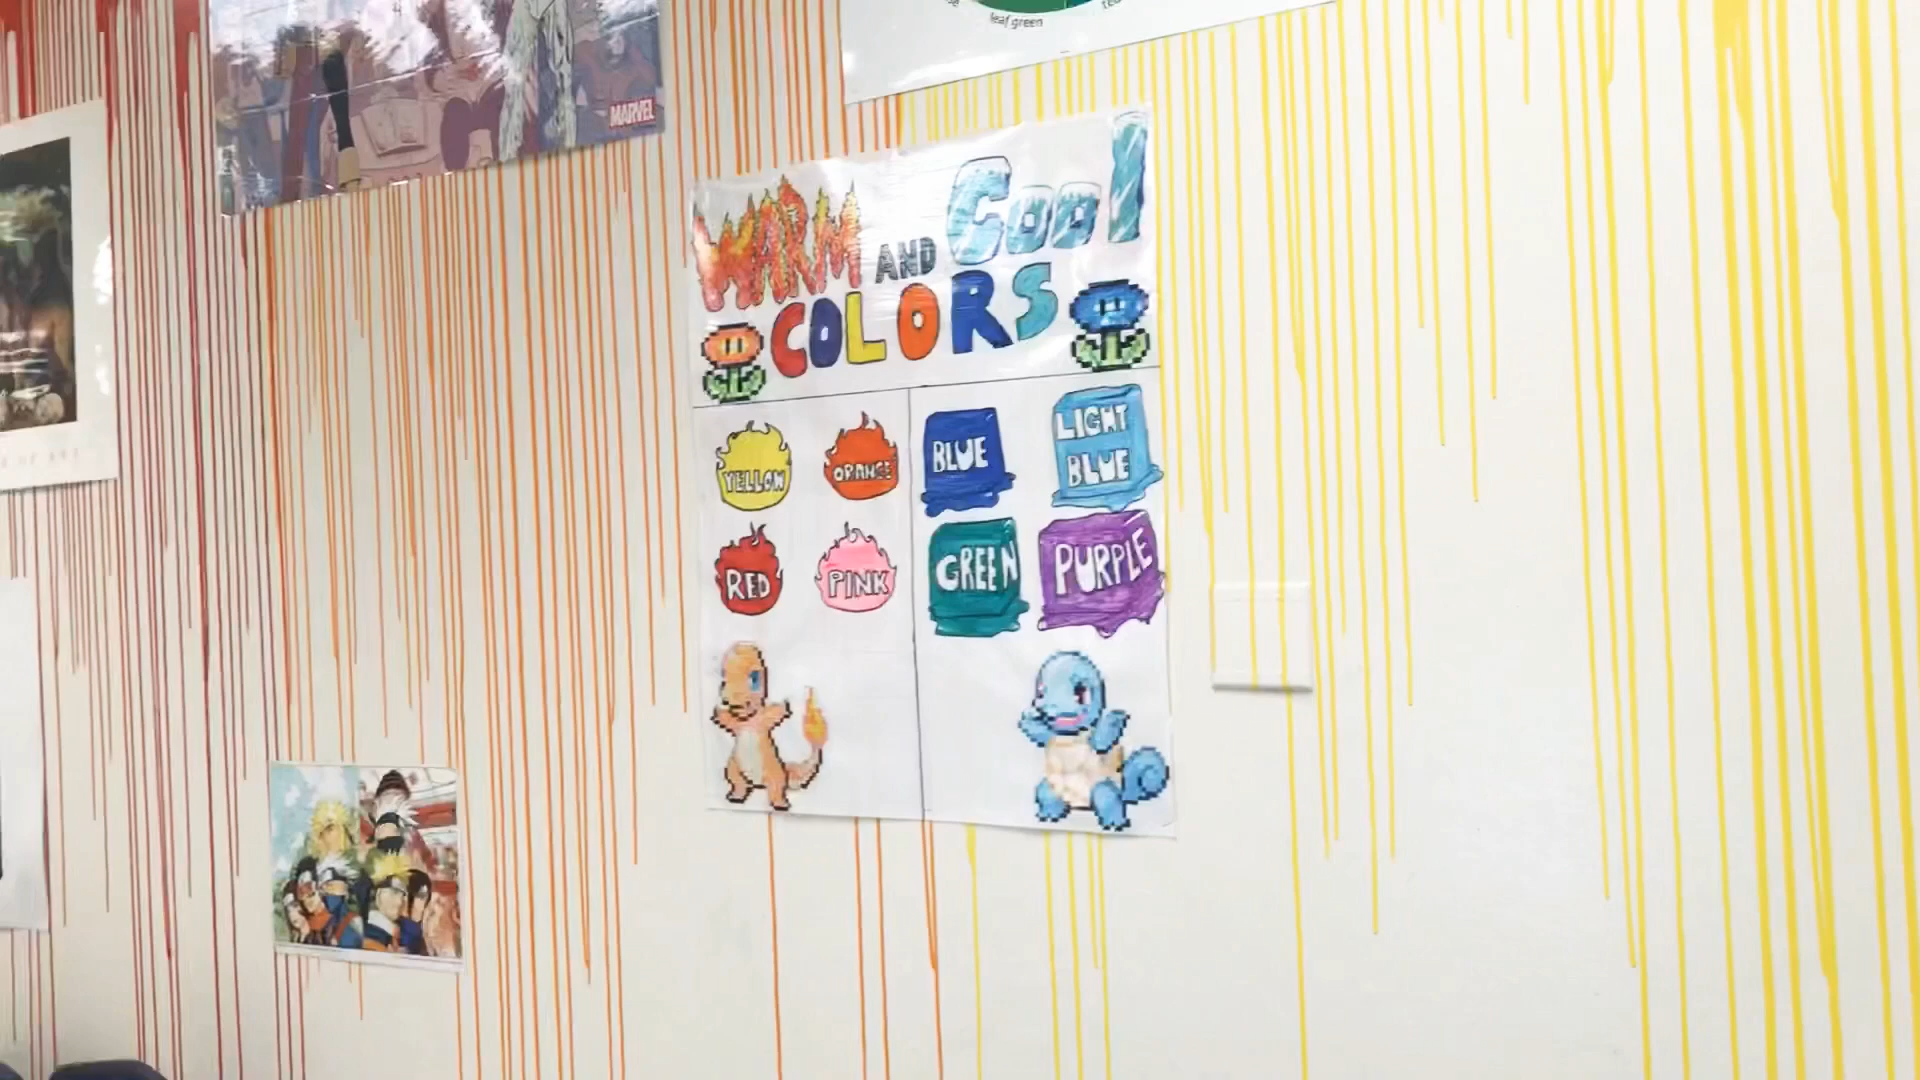 leaf green
MARVEL
WARM AND Cool
COLORS
YELLOW
ORANGE
BLUE
LIGHT
BLUE
RED
PINK
GREEN
PURPLE